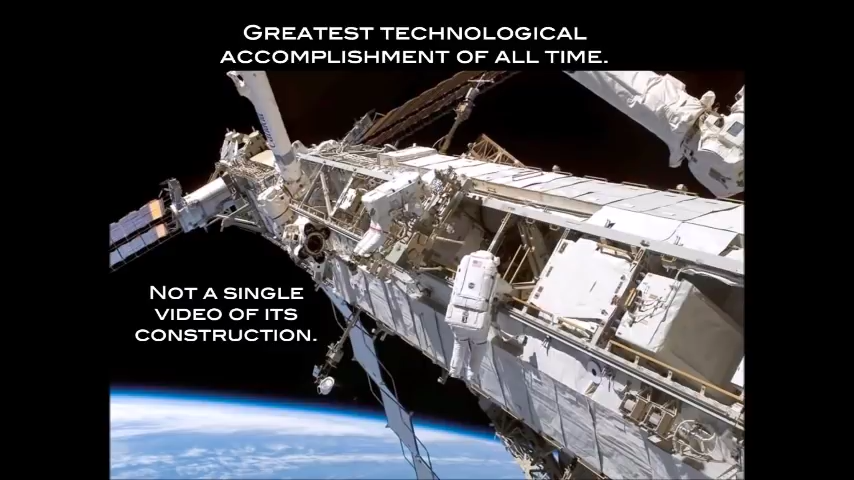 Greatest technological
accomplishment of all time.
Not a single
video of its
construction.